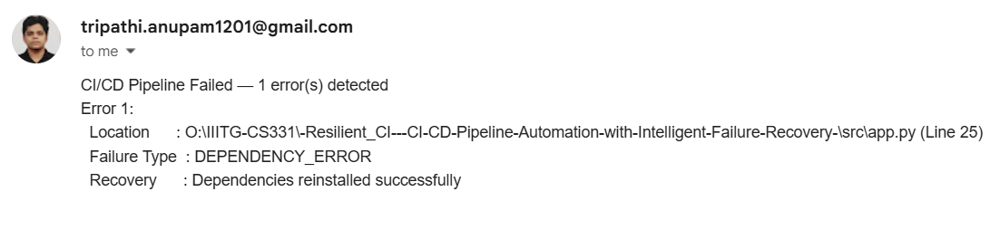 tripathi.anupam1201@gmail.com
to me
CI/CD Pipeline Failed — 1 error(s) detected
Error 1:
Location : O:\IIITG-CS331\-Resilient_CI---CI-CD-Pipeline-Automation-with-Intelligent-Failure-Recovery-\src\app.py (Line 25)
Failure Type : DEPENDENCY_ERROR
Recovery : Dependencies reinstalled successfully